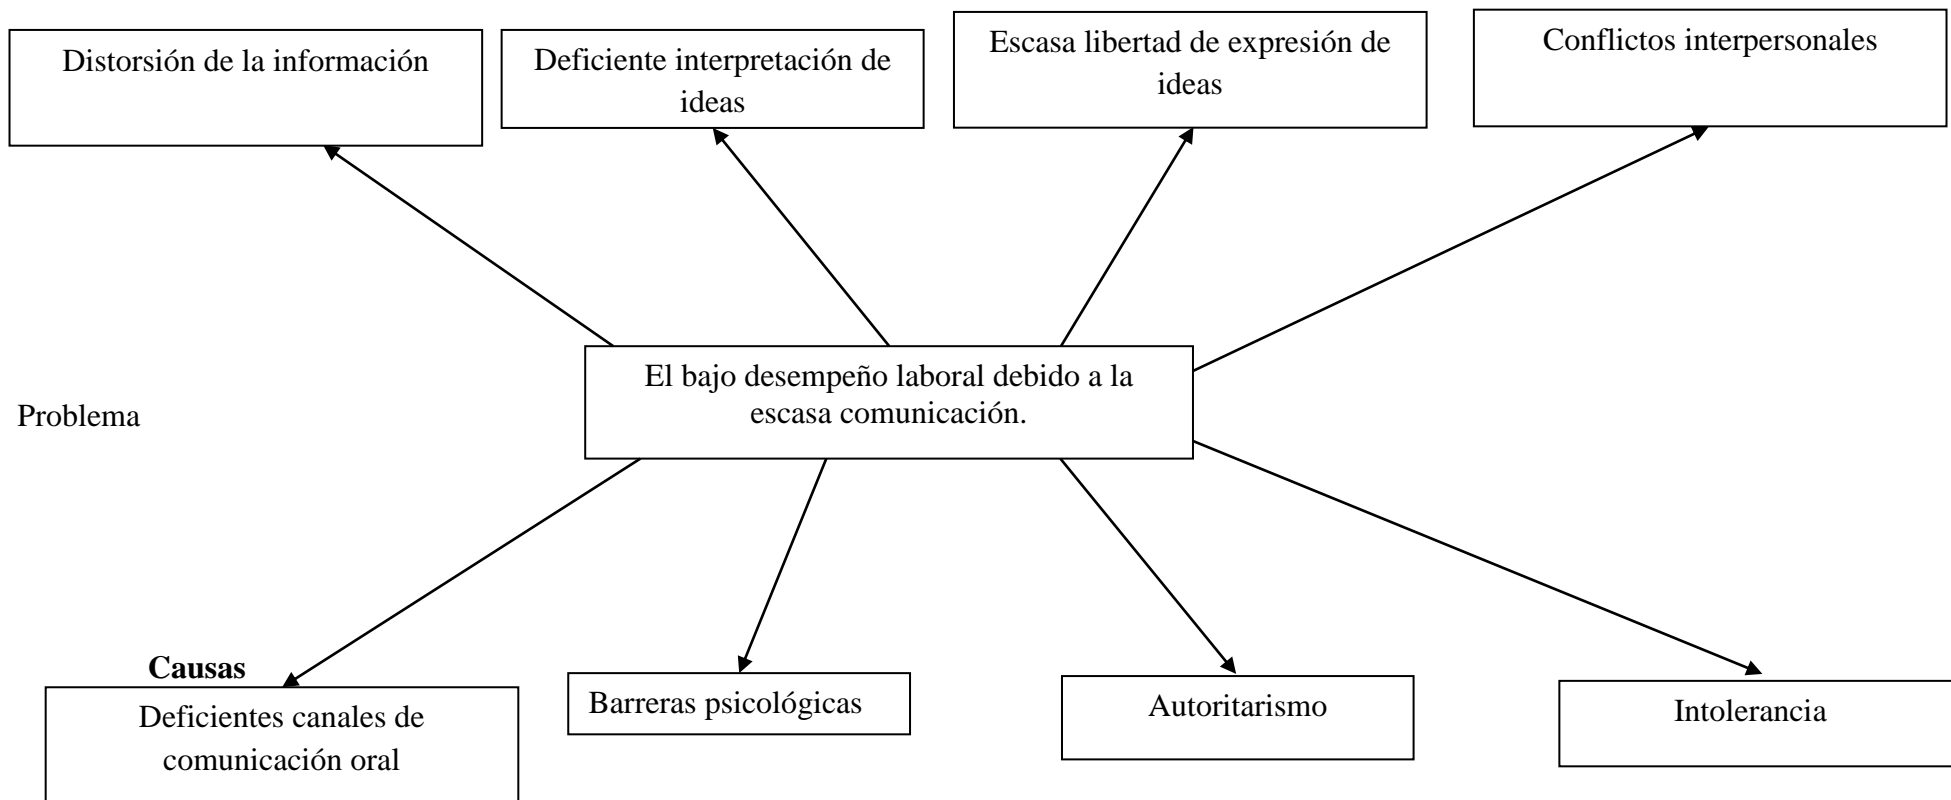 Distorsión de la información
Deficiente interpretación de
ideas
Escasa libertad de expresión de
ideas
Conflictos interpersonales
El bajo desempeño laboral debido a la
escasa comunicación.
Problema
Causas
Deficientes canales de
comunicación oral
Barreras psicológicas
Autoritarismo
Intolerancia